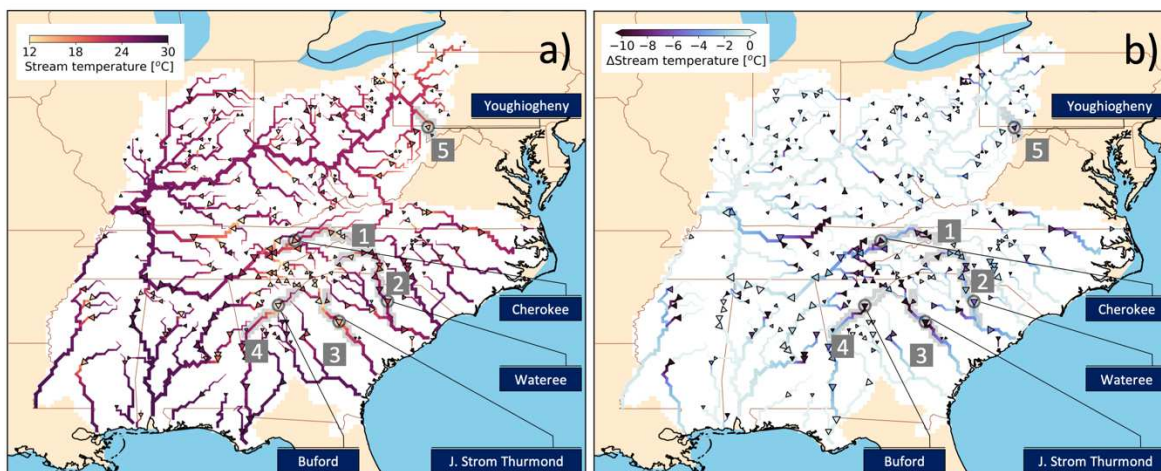 a)
12 18 24 30
Stream temperature [°C]
Youghiogheny
5
1
2
Cherokee
4
3
Wateree
Buford
J. Strom Thurmond
b)
−10 −8 −6 −4 −2 0
ΔStream temperature [°C]
Youghiogheny
5
1
2
Cherokee
4
3
Wateree
Buford
J. Strom Thurmond